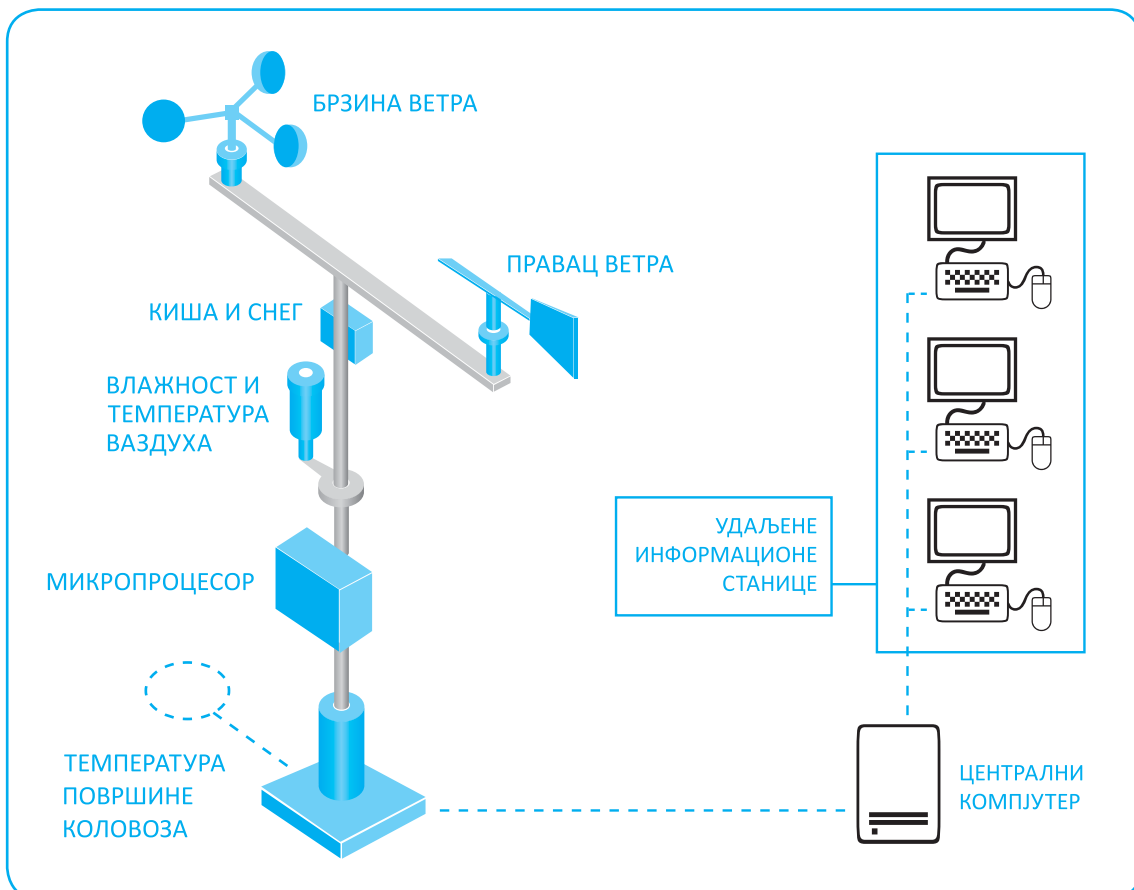 БРЗИНА ВЕТРА
ПРАВАЦ ВЕТРА
КИША И СНЕГ
ВЛАЖНОСТ И
ТЕМПЕРАТУРА
ВАЗДУХА
МИКРОПРОЦЕСОР
ТЕМПЕРАТУРА
ПОВРШИНЕ
КОЛОВОЗА
УДАЉЕНЕ
ИНФОРМАЦИОНЕ
СТАНИЦЕ
ЦЕНТРАЛНИ
КОМПЈУТЕР